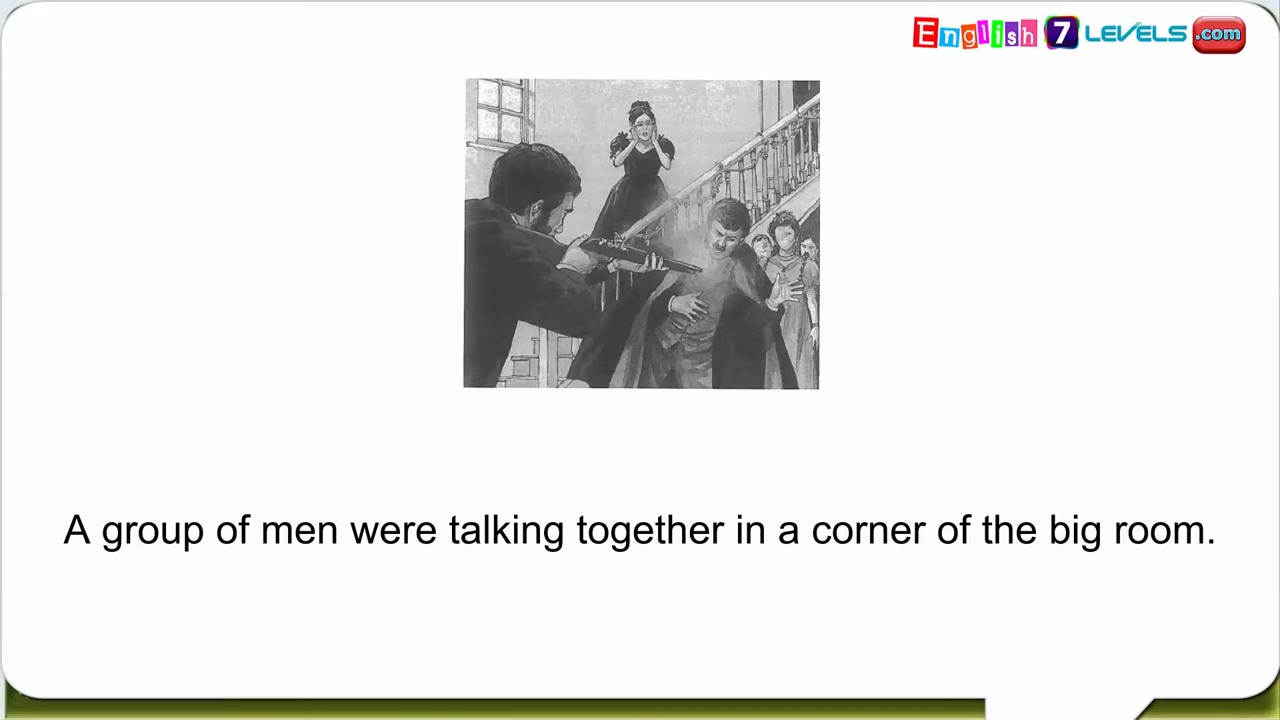 English 7 LEVELS .com
A group of men were talking together in a corner of the big room.